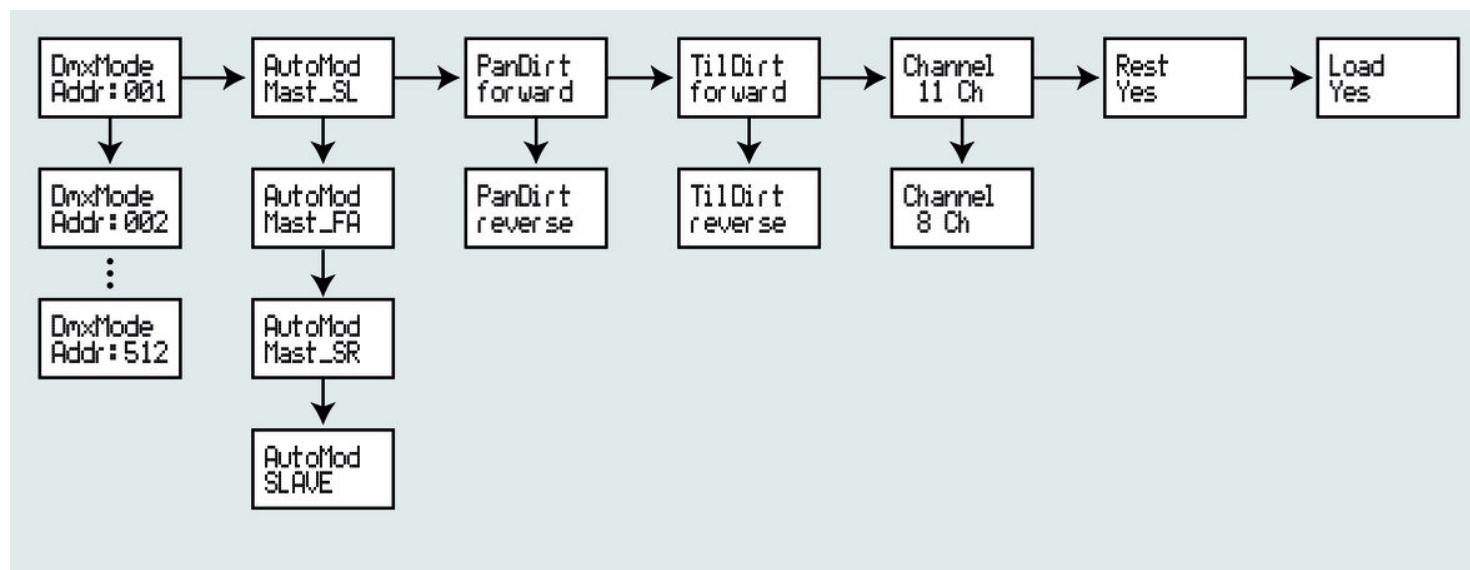 DmxMode
Addr:001
AutoMod
Mast_SL
PanDirt
forward
TilDirt
forward
Channel
11 Ch
Rest
Yes
Load
Yes
DmxMode
Addr:002
AutoMod
Mast_FA
PanDirt
reverse
TilDirt
reverse
Channel
8 Ch
DmxMode
Addr:512
AutoMod
Mast_SR
AutoMod
SLAVE